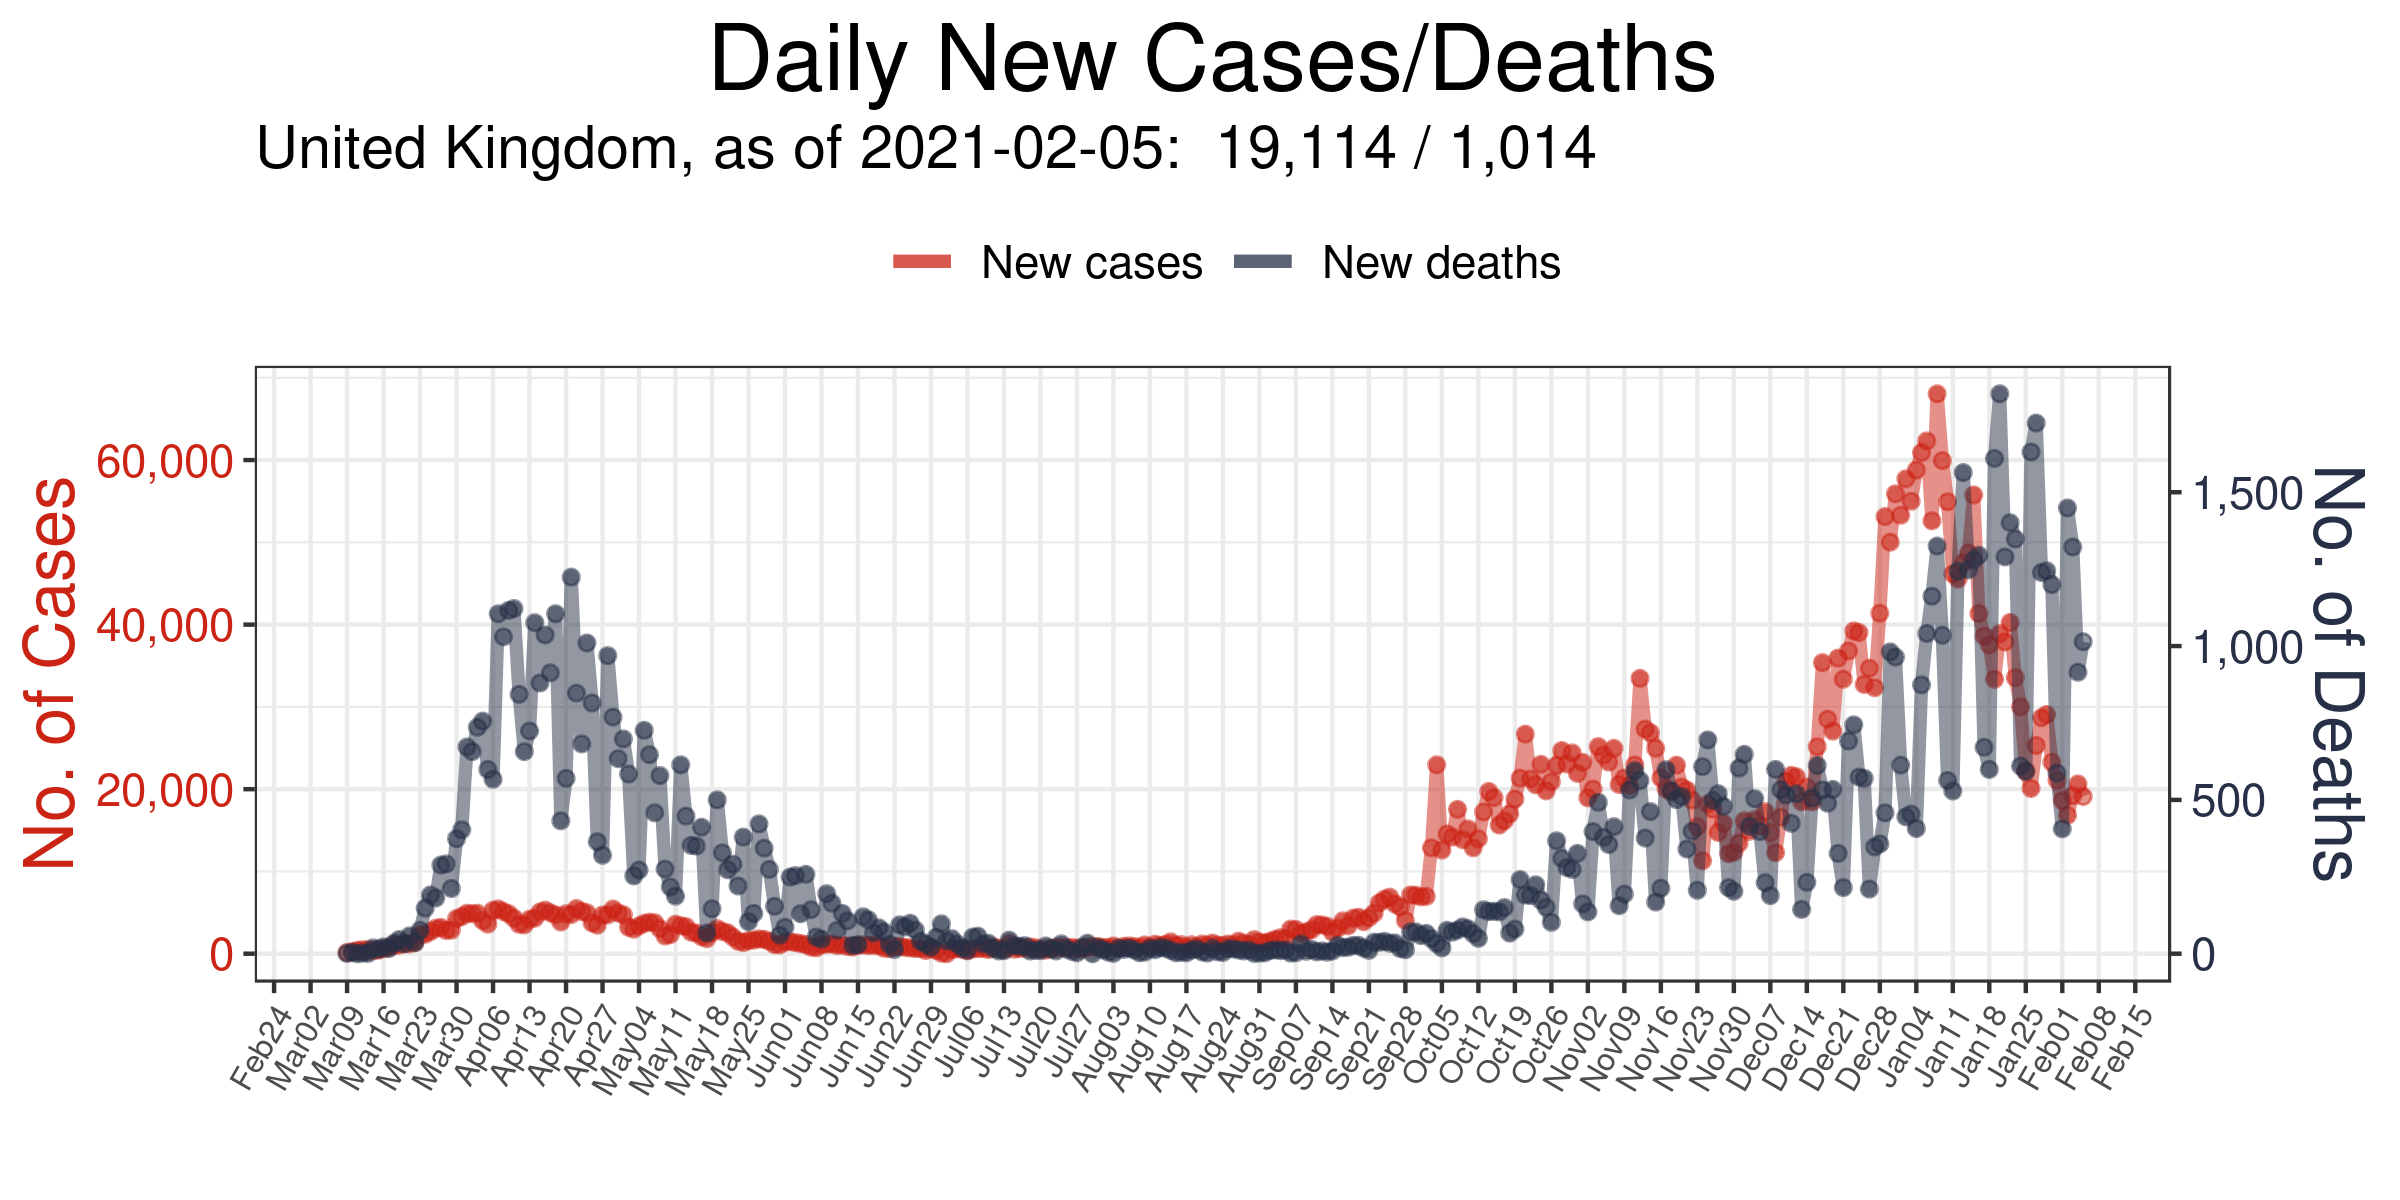 Daily New Cases/Deaths
United Kingdom, as of 2021-02-05:  19,114 / 1,014
New cases New deaths
No. of Cases
60,000
40,000
20,000
0
1,500
1,000
500
0
No. of Deaths
Feb24 Mar02 Mar09 Mar16 Mar23 Mar30 Apr06 Apr13 Apr20 Apr27 May04 May11 May18 May25 Jun01 Jun08 Jun15 Jun22 Jun29 Jul06 Jul13 Jul20 Jul27 Aug03 Aug10 Aug17 Aug24 Aug31 Sep07 Sep14 Sep21 Sep28 Oct05 Oct12 Oct19 Oct26 Nov02 Nov09 Nov16 Nov23 Nov30 Dec07 Dec14 Dec21 Dec28 Jan04 Jan11 Jan18 Jan25 Feb01 Feb08 Feb15